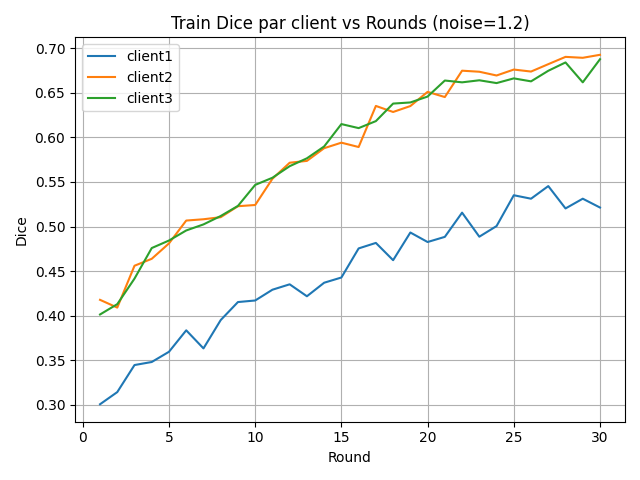 Train Dice par client vs Rounds (noise=1.2)
client1
client2
client3
0.70
0.65
0.60
0.55
0.50
0.45
0.40
0.35
0.30
Dice
0 5 10 15 20 25 30
Round